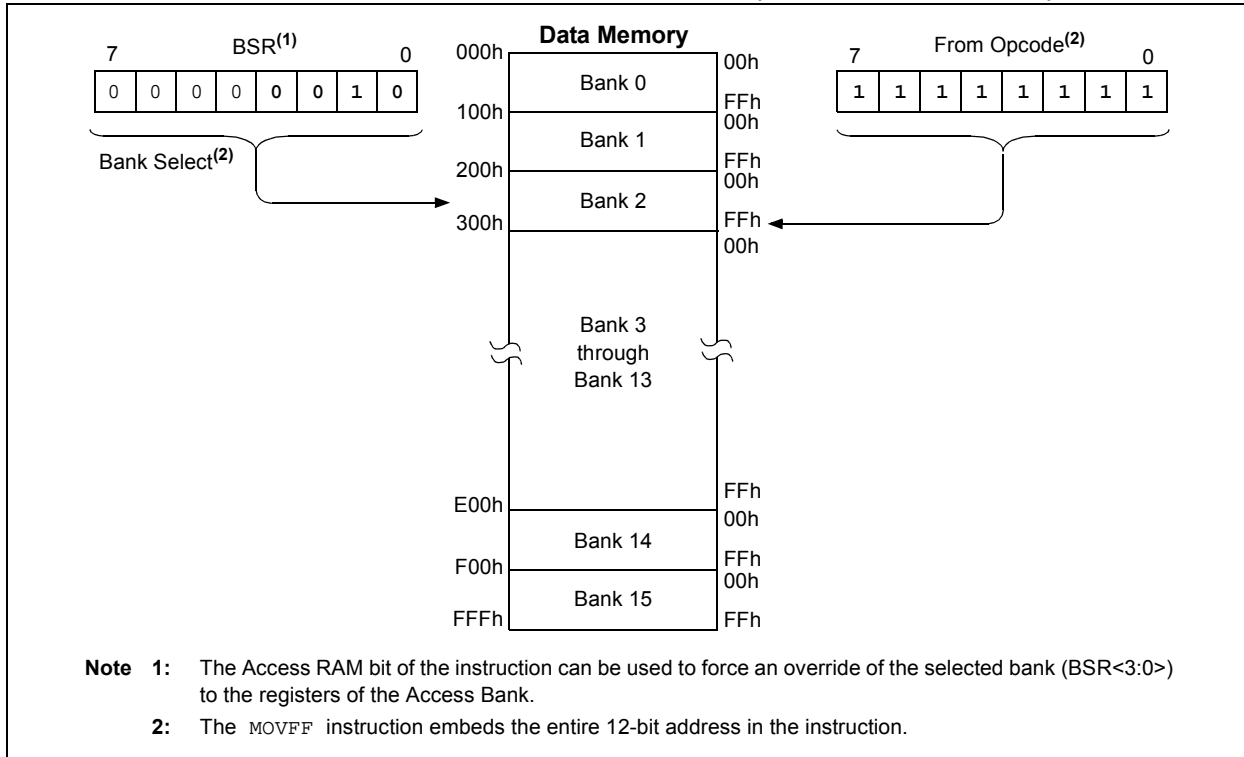 Data Memory
7 BSR(1) 0
0 0 0 0 0 0 1 0
Bank Select(2)
000h
100h
200h
300h
E00h
F00h
FFFh
Bank 0
Bank 1
Bank 2
Bank 3
through
Bank 13
Bank 14
Bank 15
00h
FFh
00h
FFh
00h
FFh
00h
FFh
00h
FFh
00h
FFh
7 From Opcode(2) 0
1 1 1 1 1 1 1 1
Note 1: The Access RAM bit of the instruction can be used to force an override of the selected bank (BSR<3:0>)
to the registers of the Access Bank.
2: The MOVFF instruction embeds the entire 12-bit address in the instruction.